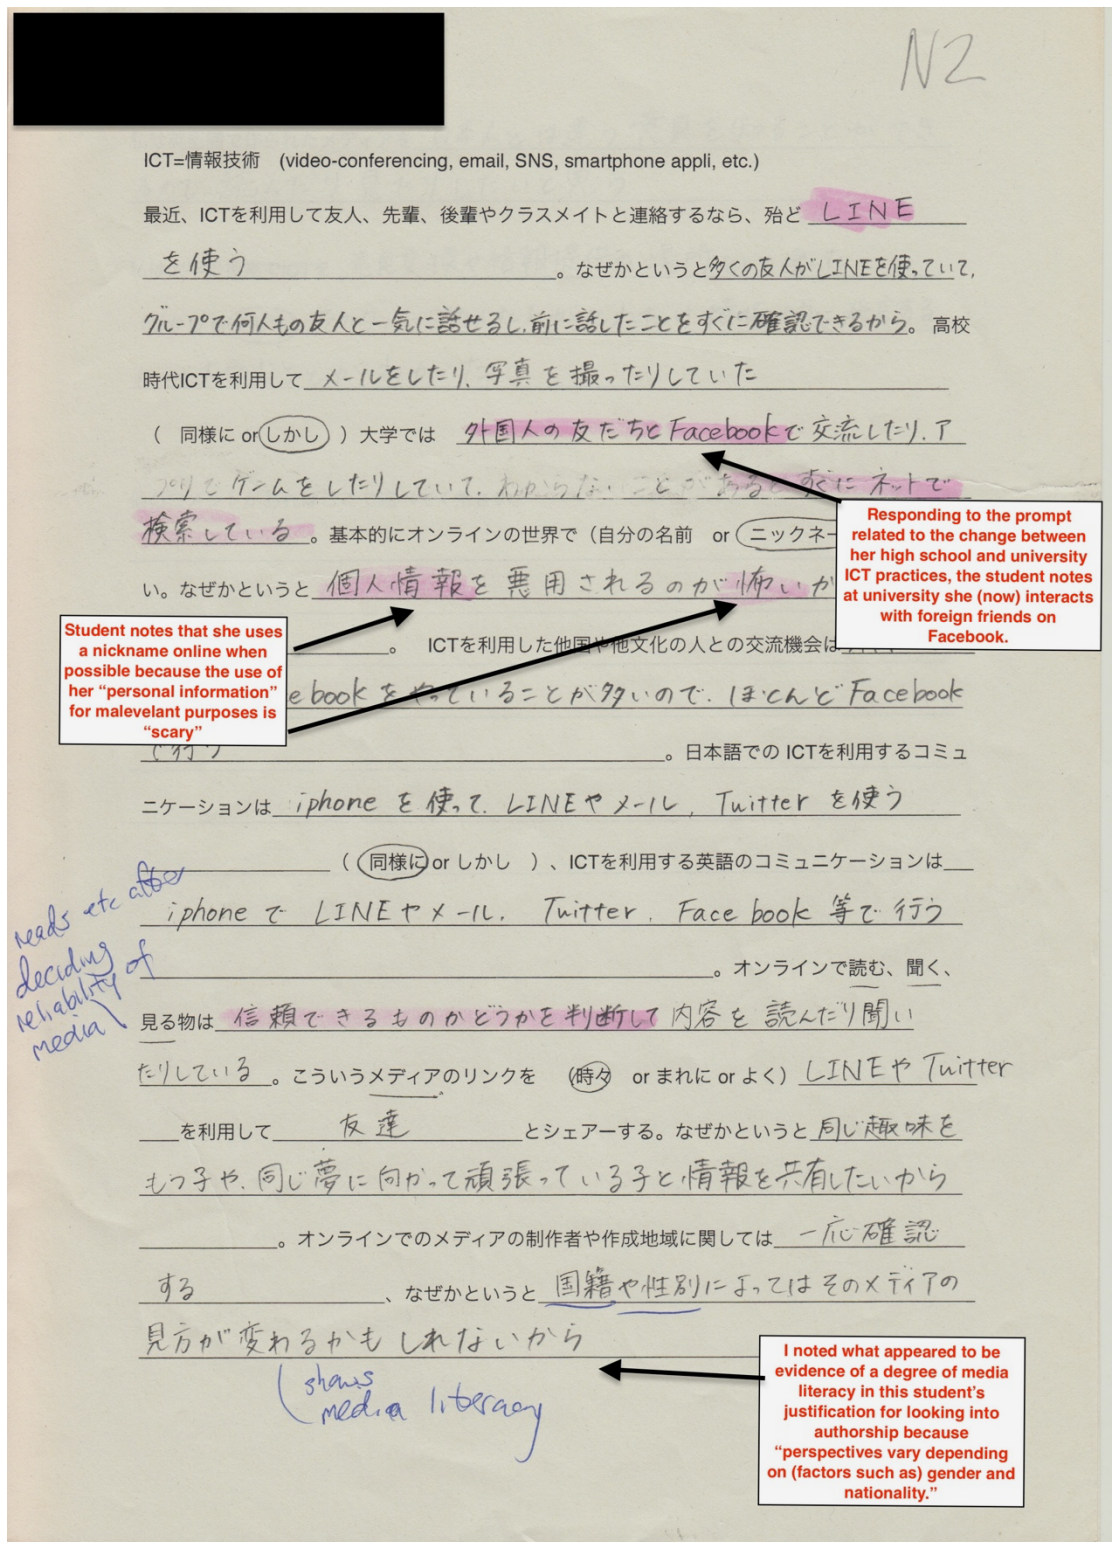 N2
ICT=情報技術 (video-conferencing, email, SNS, smartphone appli, etc.)
最近、ICTを利用して友人、先輩、後輩やクラスメイトと連絡するなら、殆ど LINE
を使う 。なぜかというと多くの友人がLINEを使っていて、
グループで何人もの友人と一気に話せるし、前に話したことをすぐに確認できるから。高校
時代ICTを利用して メールをしたり、写真を撮ったりしていた
( 同様に or しかし ) 大学では 外国人の友だちとFacebookで交流したり、ア
プリでゲームをしたりしていて、わからないことがあるとすぐにネットで
検索している 。基本的にオンラインの世界で(自分の名前 or ニックネー
Responding to the prompt
related to the change between
her high school and university
ICT practices, the student notes
at university she (now) interacts
with foreign friends on
Facebook.
い。なぜかというと 個人情報を悪用されるのが怖いか
Student notes that she uses
a nickname online when
possible because the use of
her “personal information”
for malevelant purposes is
“scary”
。 ICTを利用した他国や他文化の人との交流機会は
ebookをやっていることが多いので、ほとんどFacebook
で行う 。日本語での ICTを利用するコミュ
ニケーションは iphone を使って、LINEやメール、Twitter を使う
( 同様に or しかし )、ICTを利用する英語のコミュニケーションは
iphone で LINEやメール、Twitter、Facebook 等で行う
reads etc after
deciding
reliability of
media
。オンラインで読む、聞く、
見る物は 信頼できるものかどうかを判断して内容を読んだり聞い
たりしている 。こういうメディアのリンクを (時々 or まれに or よく) LINEや Twitter
を利用して 友達 とシェアーする。なぜかというと 同じ趣味を
もつ子や、同じ夢に向かって頑張っている子と情報を共有したいから
。オンラインでのメディアの制作者や作成地域に関しては 一応確認
する 、なぜかというと 国籍や性別によってはそのメディアの
見方が変わるかもしれないから
shows
media literacy
I noted what appeared to be
evidence of a degree of media
literacy in this student’s
justification for looking into
authorship because
“perspectives vary depending
on (factors such as) gender and
nationality.”